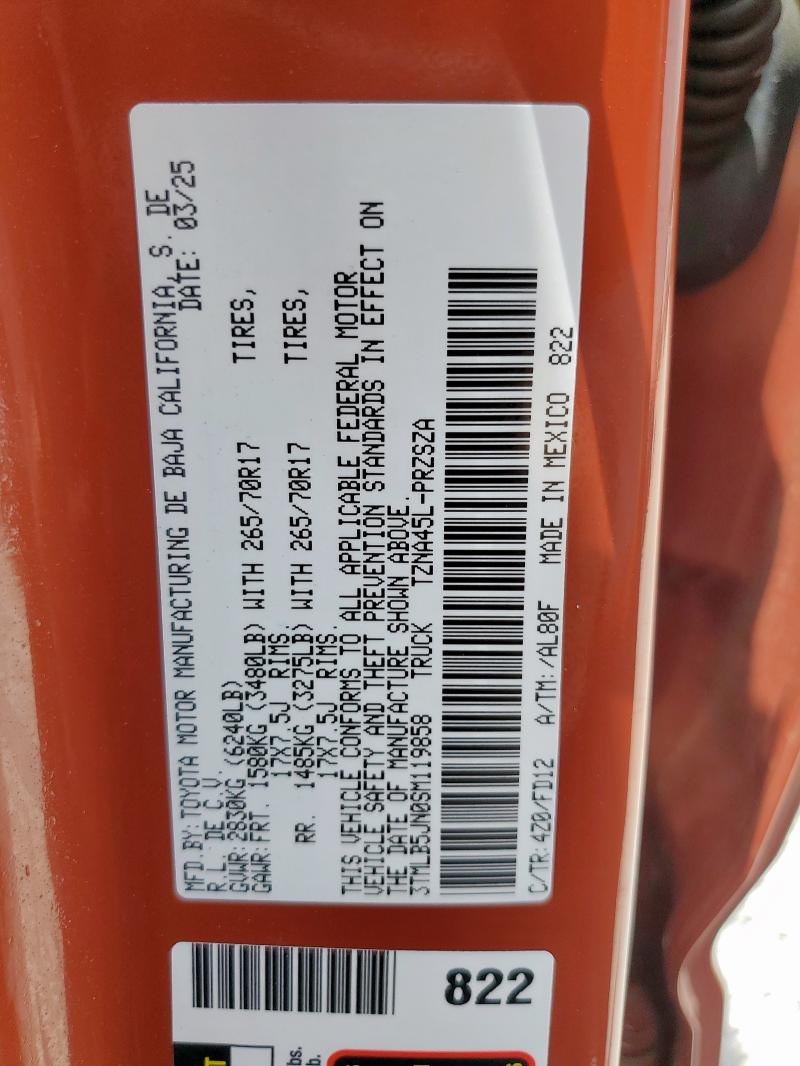 MFD.BY:TOYOTA MOTOR MANUFACTURING DE BAJA CALIFORNIA, S. DE
R.L. DE C.V. DATE: 03/25
GVWR:2830KG (6240LB)
GAWR:FRT. 1580KG (3480LB) WITH 265/70R17 TIRES,
17X7.5J RIMS.
RR. 1485KG (3275LB) WITH 265/70R17 TIRES,
17X7.5J RIMS.
THIS VEHICLE CONFORMS TO ALL APPLICABLE FEDERAL MOTOR
VEHICLE SAFETY AND THEFT PREVENTION STANDARDS IN EFFECT ON
THE DATE OF MANUFACTURE SHOWN ABOVE.
3TMLB5JN0SM119858 TRUCK TZNA45L-PRZSZA
C/TR:4Z0/FD12 A/TM:/AL80F MADE IN MEXICO 822
822